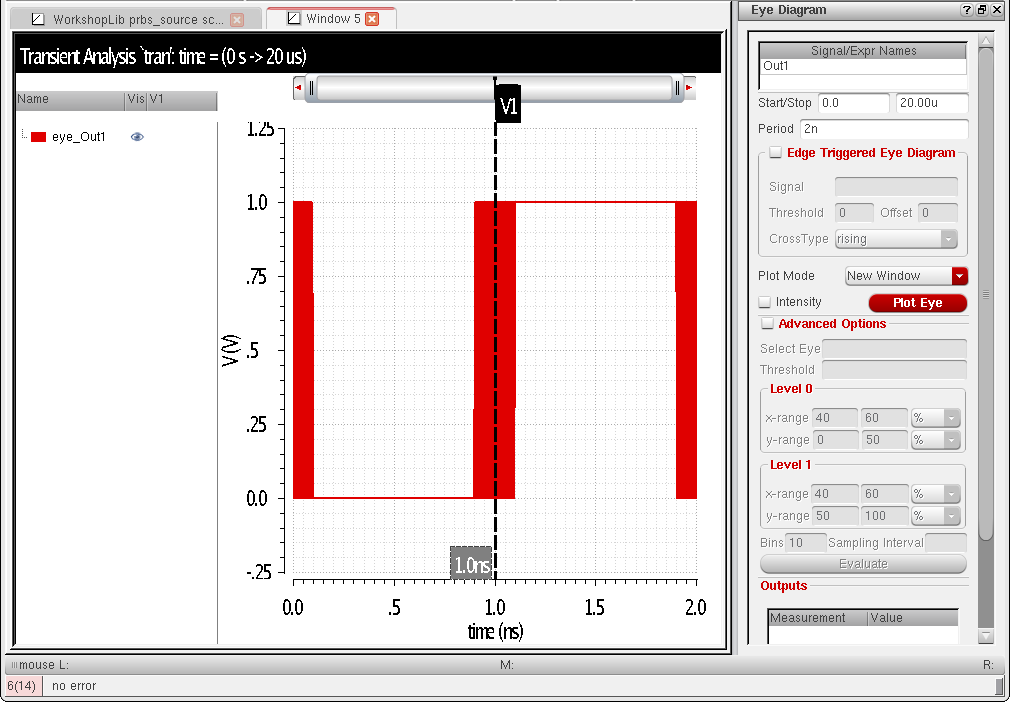 WorkshopLib prbs_source sc...
Window 5
Transient Analysis `tran': time = (0 s -> 20 us)
Name Vis V1
eye_Out1
V1
1.25
1.0
.75
.5
.25
0.0
-.25
V (V)
1.0ns
0.0 .5 1.0 1.5 2.0
time (ns)
Eye Diagram
Signal/Expr Names
Out1
Start/Stop 0.0 20.00u
Period 2n
Edge Triggered Eye Diagram
Signal
Threshold 0 Offset 0
CrossType rising
Plot Mode New Window
Intensity Plot Eye
Advanced Options
Select Eye
Threshold
Level 0
x-range 40 60 %
y-range 0 50 %
Level 1
x-range 40 60 %
y-range 50 100 %
Bins 10 Sampling Interval
Evaluate
Outputs
Measurement Value
mouse L: M: R:
6(14) no error